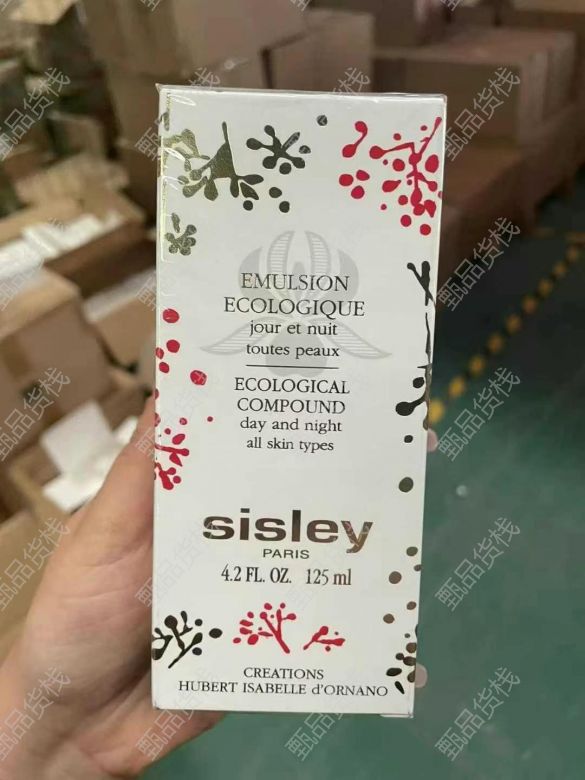 EMULSION
ECOLOGIQUE
jour et nuit
toutes peaux
ECOLOGICAL
COMPOUND
day and night
all skin types
sisley
PARIS
4.2 FL. OZ. 125 ml
CREATIONS
HUBERT ISABELLE d'ORNANO
甄品货栈